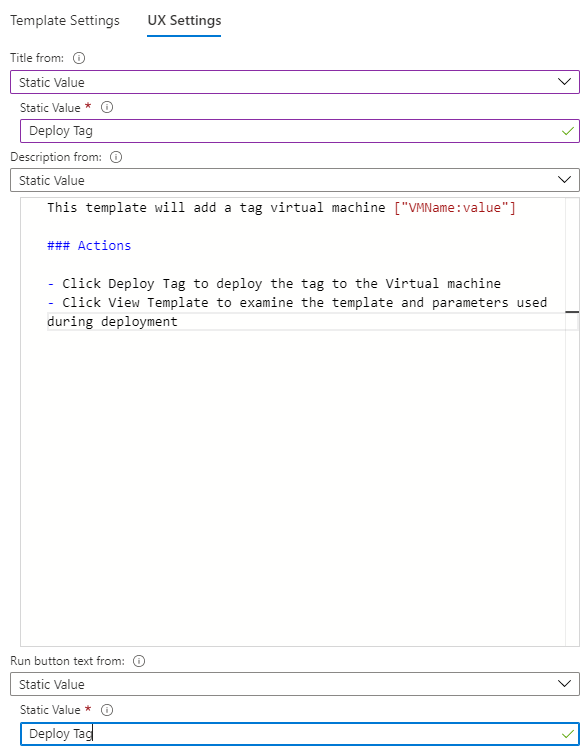 Template Settings UX Settings
Title from:
Static Value
Static Value *
Deploy Tag
Description from:
Static Value
This template will add a tag virtual machine ["VMName:value"]
### Actions
- Click Deploy Tag to deploy the tag to the Virtual machine
- Click View Template to examine the template and parameters used
during deployment
Run button text from:
Static Value
Static Value *
Deploy Tag